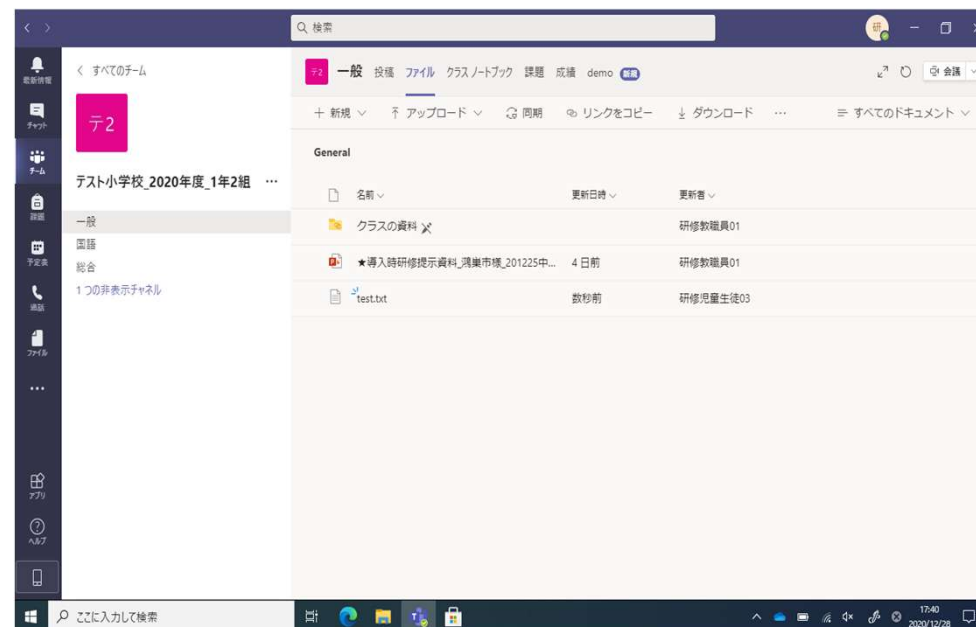 検索
研
最新情報
チャット
チーム
課題
予定表
通話
ファイル
アプリ
ヘルプ
すべてのチーム
テ2
テスト小学校_2020年度_1年2組 …
一般
国語
総合
1 つの非表示チャネル
テ2 一般 投稿 ファイル クラス ノートブック 課題 成績 demo 新規
会議
+ 新規 アップロード 同期 リンクをコピー ダウンロード … すべてのドキュメント
General
名前 更新日時 更新者
クラスの資料 研修教職員01
★導入時研修提示資料_鴻巣市様_201225中... 4 日前 研修教職員01
test.txt 数秒前 研修児童生徒03
ここに入力して検索
17:40
2020/12/28